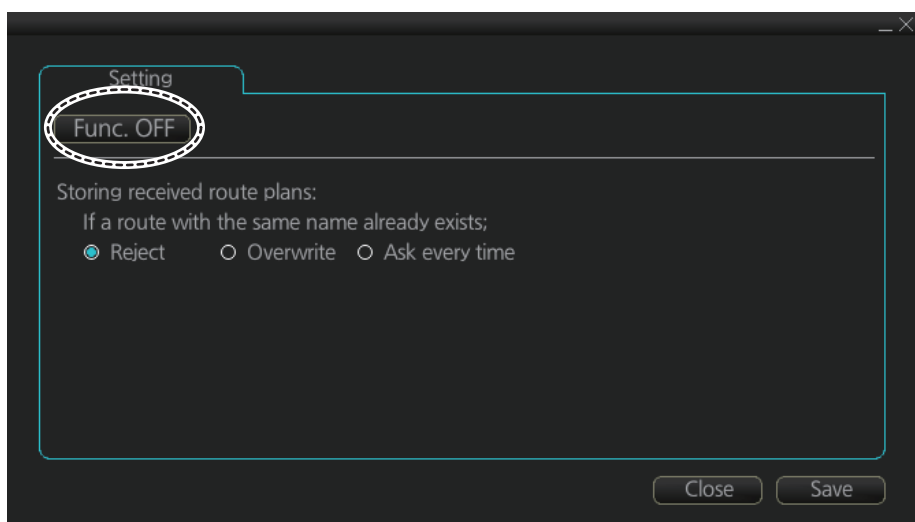 Setting
Func. OFF
Storing received route plans:
If a route with the same name already exists;
Reject Overwrite Ask every time
Close Save